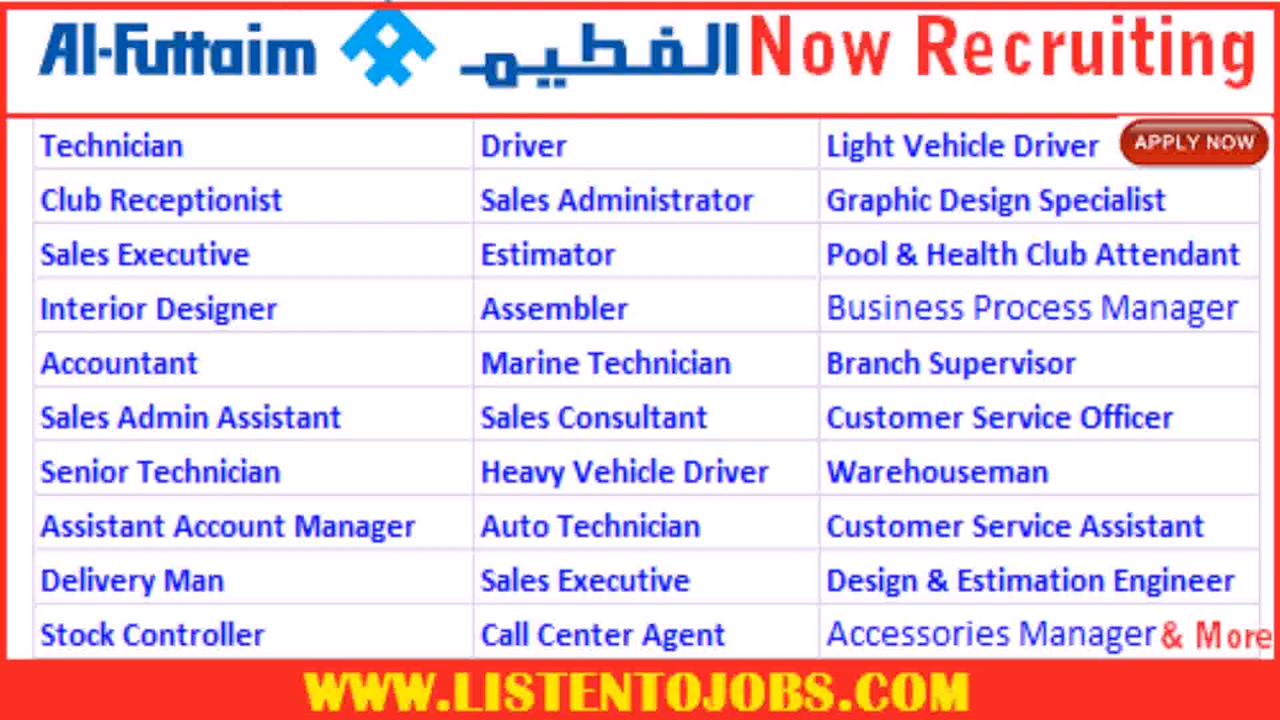 Al-Futtaim الفطيم Now Recruiting
Technician Driver Light Vehicle Driver APPLY NOW
Club Receptionist Sales Administrator Graphic Design Specialist
Sales Executive Estimator Pool & Health Club Attendant
Interior Designer Assembler Business Process Manager
Accountant Marine Technician Branch Supervisor
Sales Admin Assistant Sales Consultant Customer Service Officer
Senior Technician Heavy Vehicle Driver Warehouseman
Assistant Account Manager Auto Technician Customer Service Assistant
Delivery Man Sales Executive Design & Estimation Engineer
Stock Controller Call Center Agent Accessories Manager & More
WWW.LISTENTOJOBS.COM